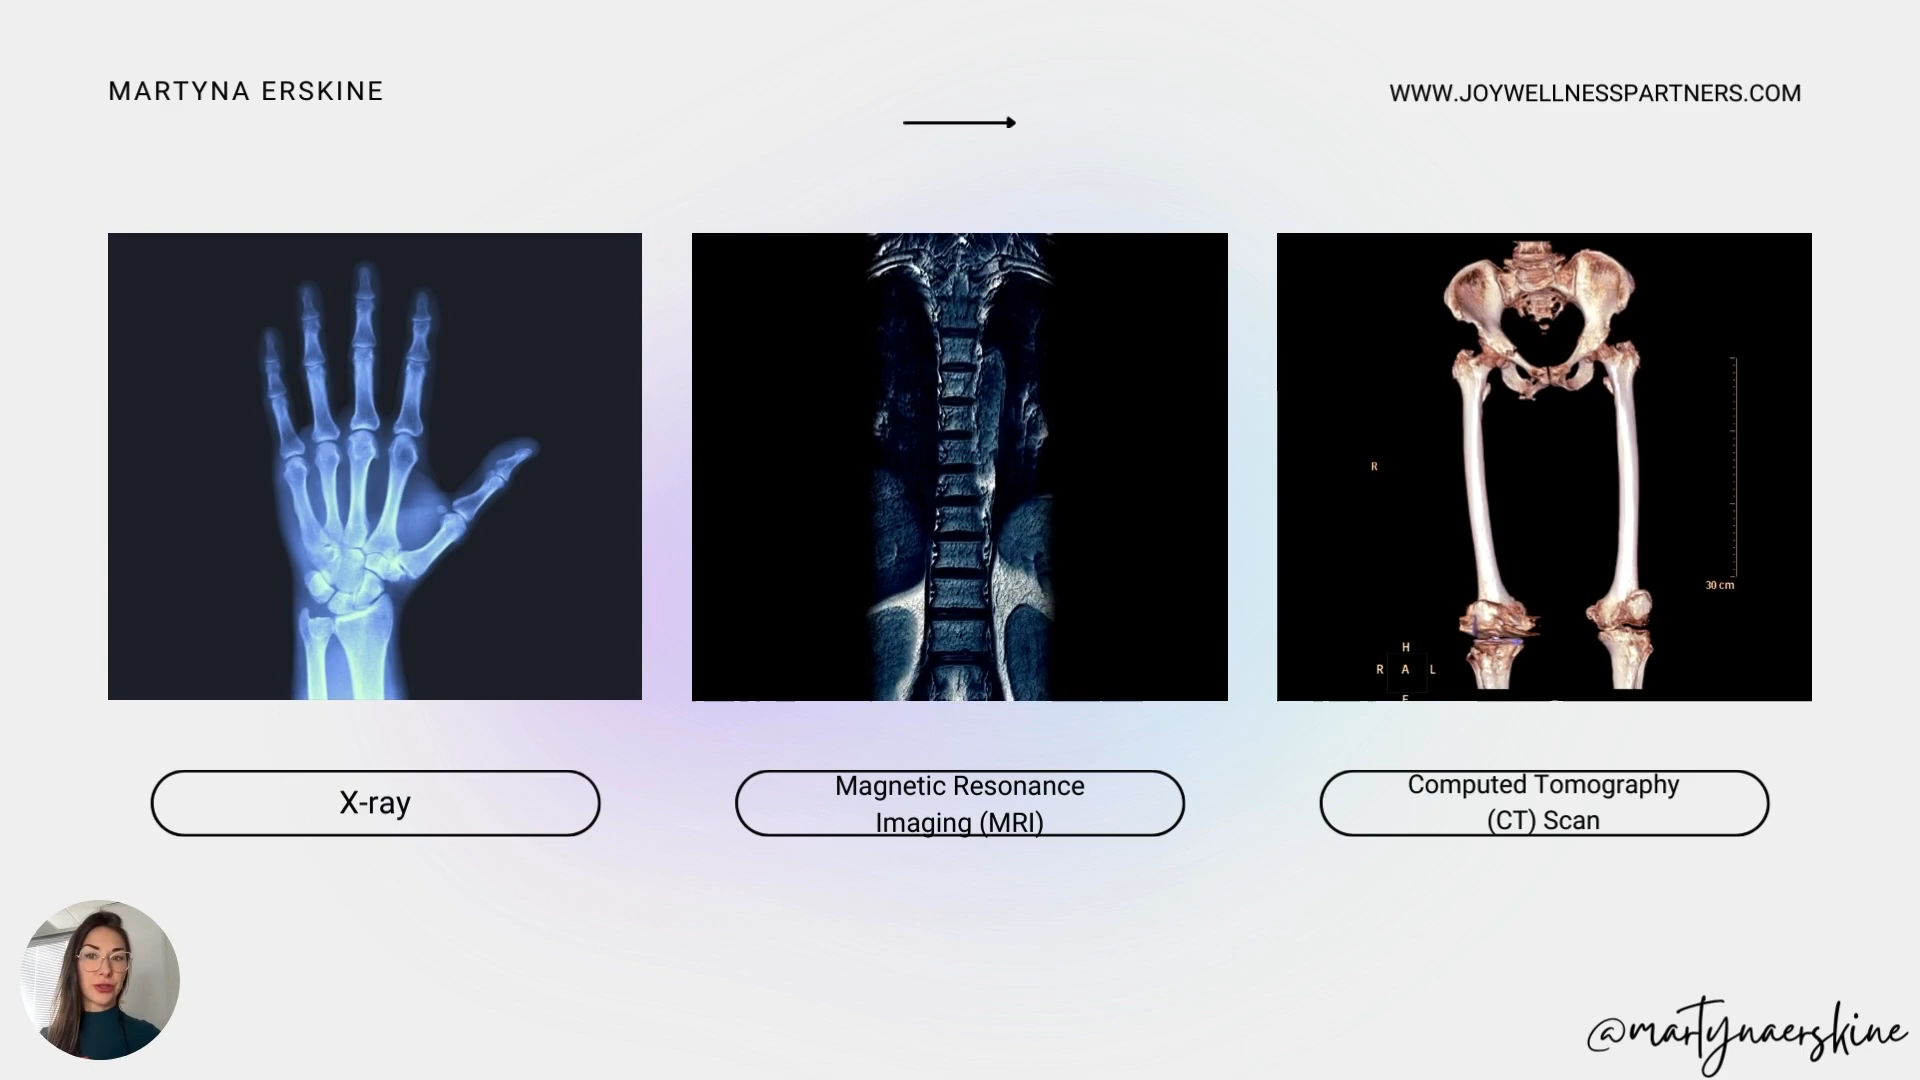 MARTYNA ERSKINE
WWW.JOYWELLNESSPARTNERS.COM
R
30 cm
H
R A L
F
X-ray
Magnetic Resonance
Imaging (MRI)
Computed Tomography
(CT) Scan
@martynaerskine